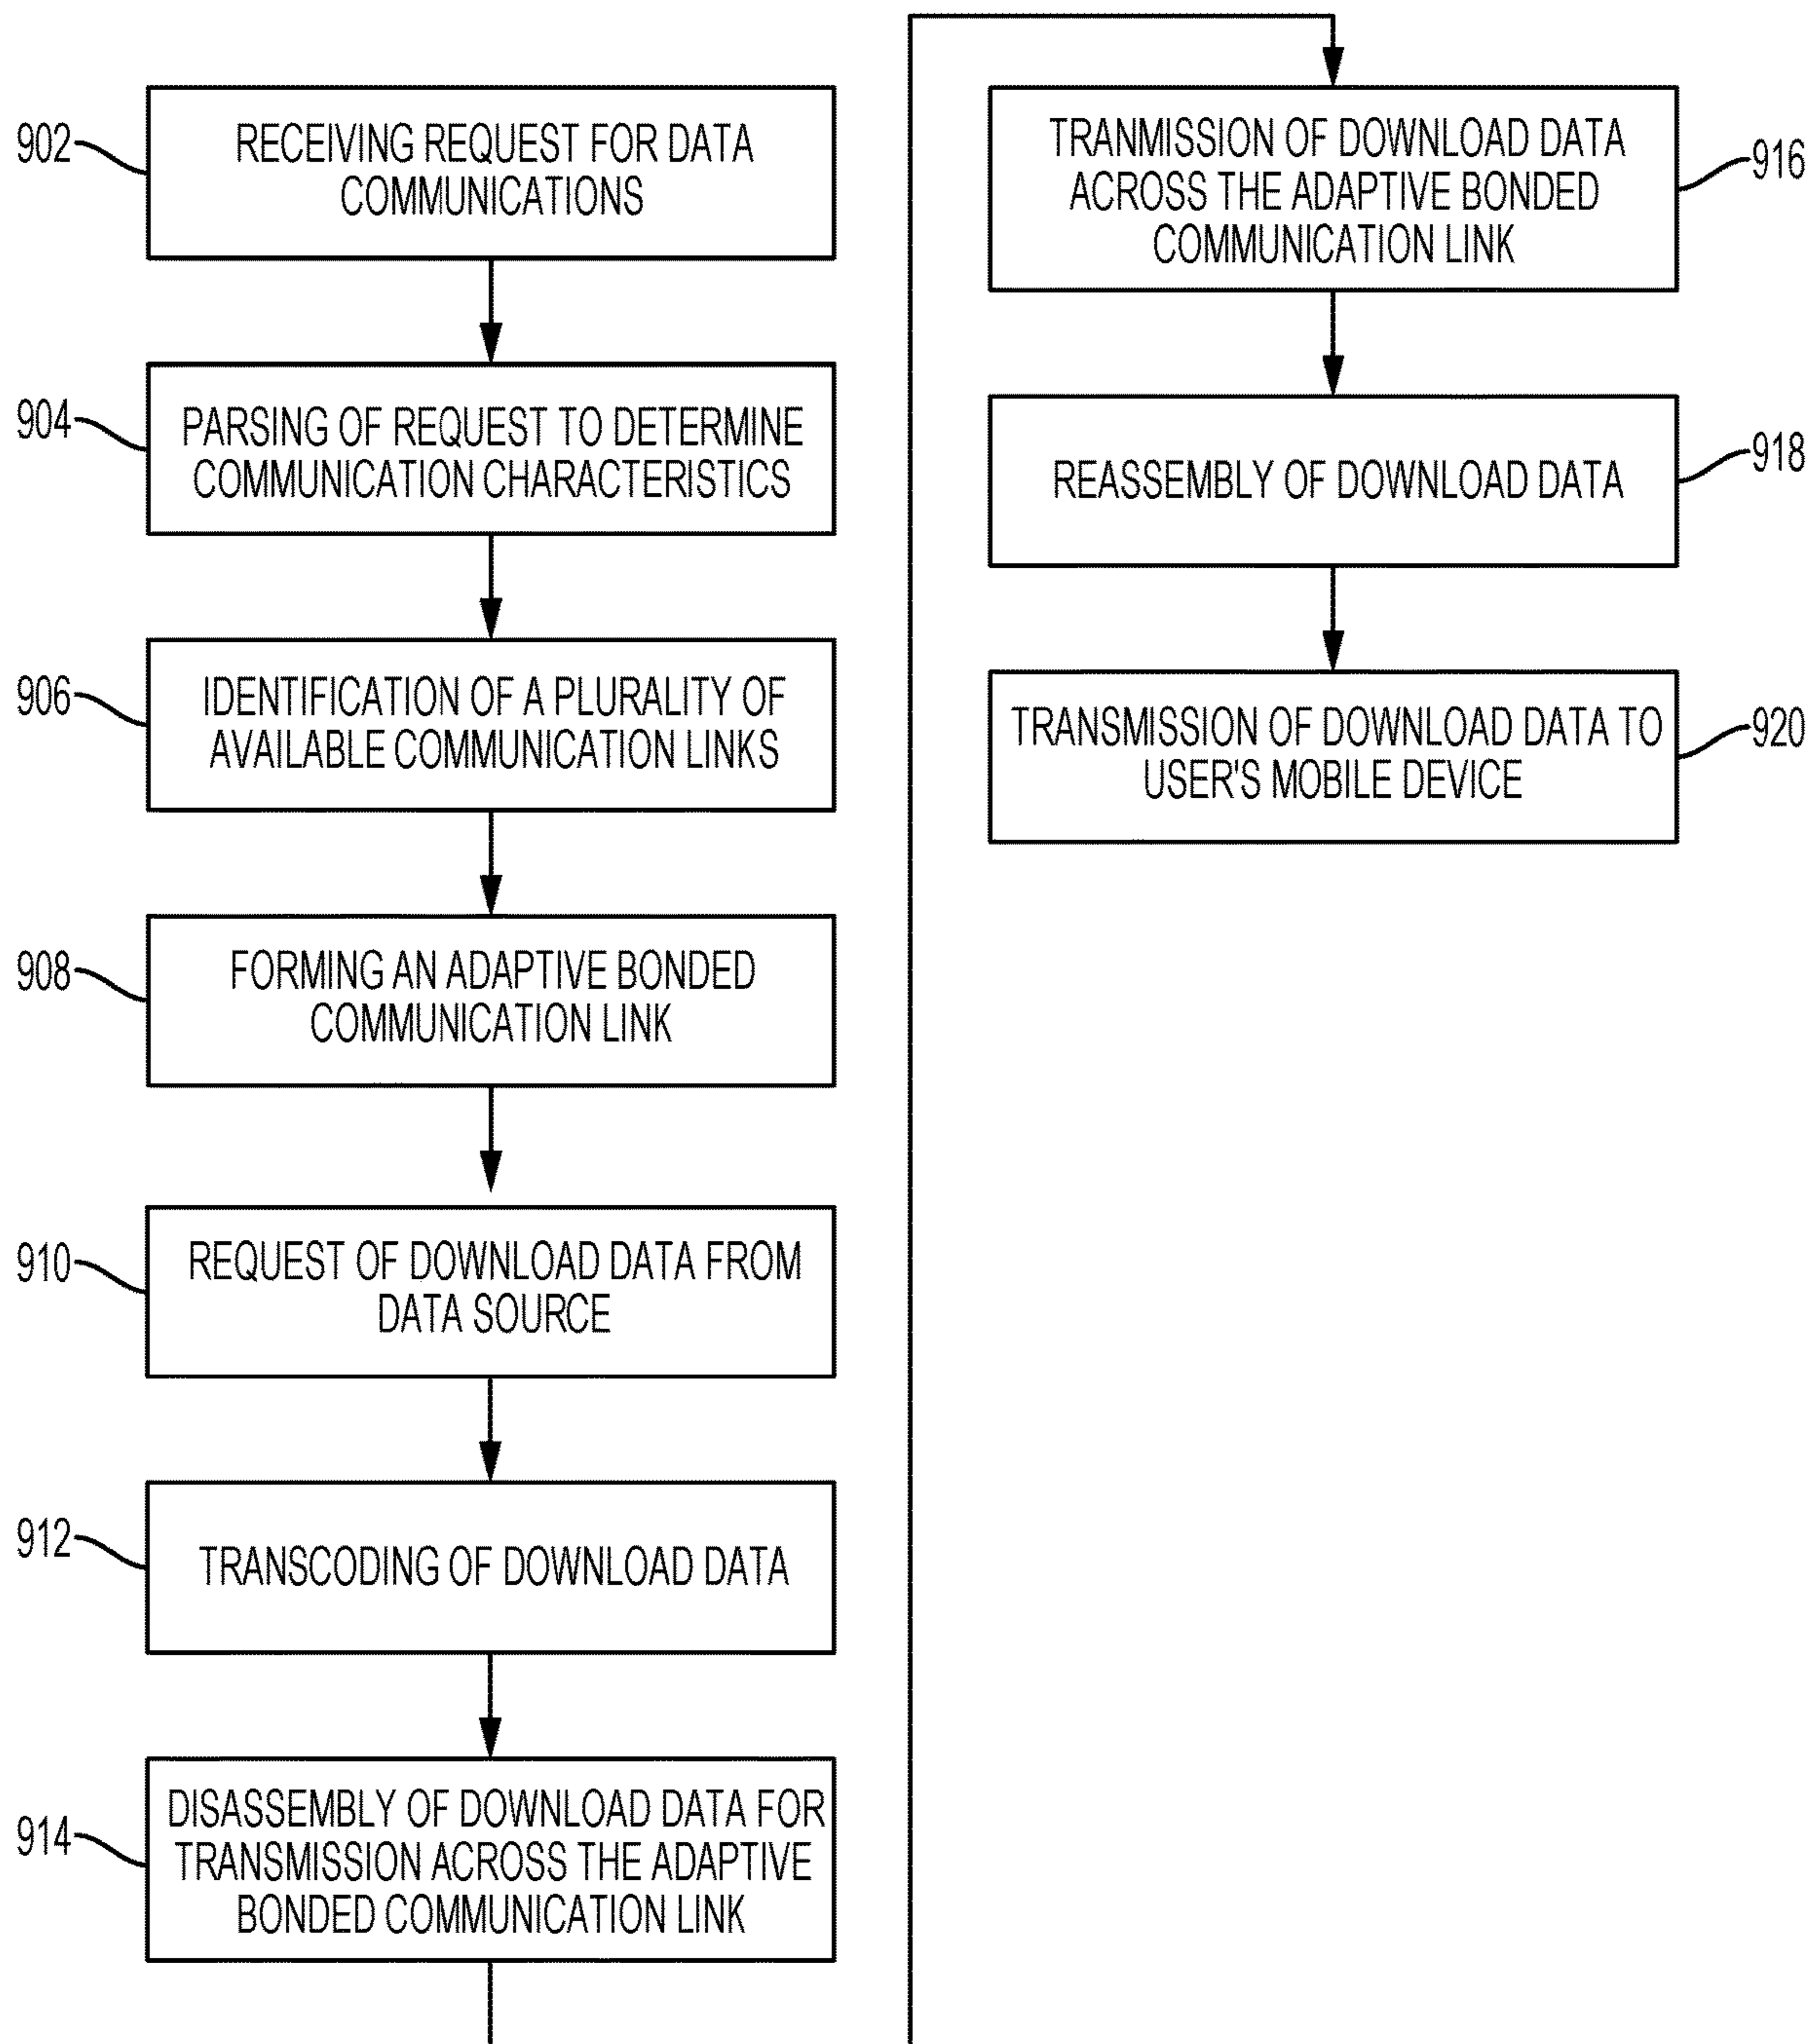 902
RECEIVING REQUEST FOR DATA
COMMUNICATIONS
904
PARSING OF REQUEST TO DETERMINE
COMMUNICATION CHARACTERISTICS
906
IDENTIFICATION OF A PLURALITY OF
AVAILABLE COMMUNICATION LINKS
908
FORMING AN ADAPTIVE BONDED
COMMUNICATION LINK
910
REQUEST OF DOWNLOAD DATA FROM
DATA SOURCE
912
TRANSCODING OF DOWNLOAD DATA
914
DISASSEMBLY OF DOWNLOAD DATA FOR
TRANSMISSION ACROSS THE ADAPTIVE
BONDED COMMUNICATION LINK
TRANMISSION OF DOWNLOAD DATA
ACROSS THE ADAPTIVE BONDED
COMMUNICATION LINK
916
REASSEMBLY OF DOWNLOAD DATA
918
TRANSMISSION OF DOWNLOAD DATA TO
USER'S MOBILE DEVICE
920